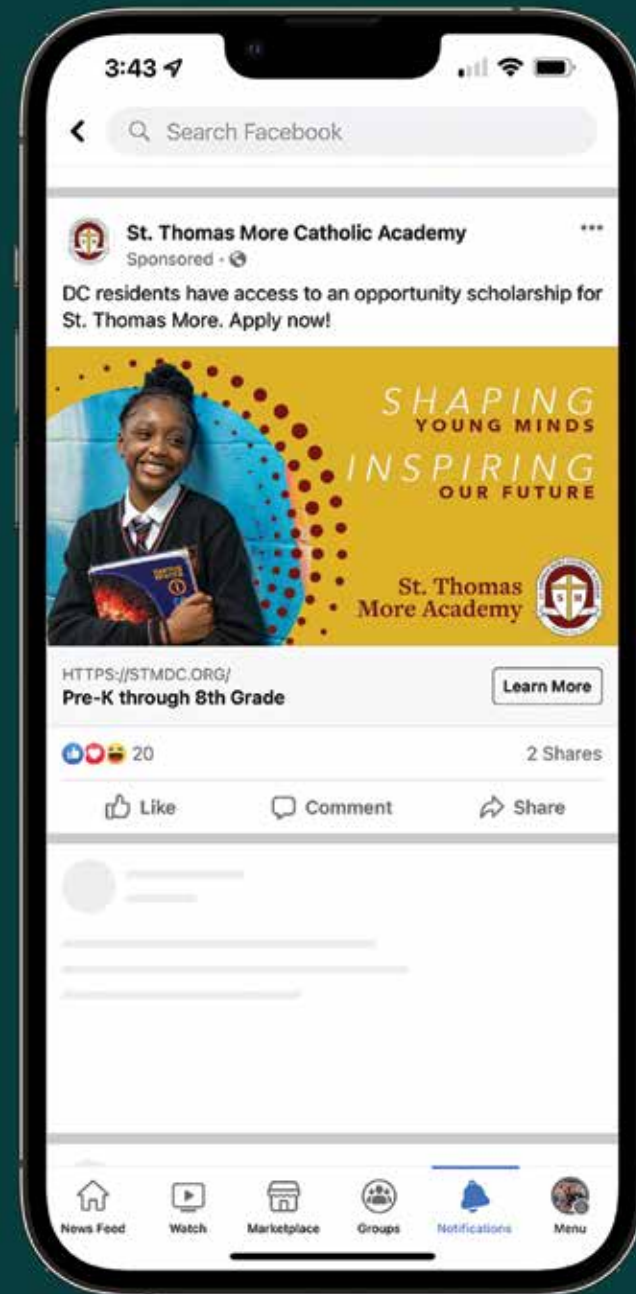 3:43
Search Facebook
St. Thomas More Catholic Academy
Sponsored ·
DC residents have access to an opportunity scholarship for
St. Thomas More. Apply now!
SHAPING
YOUNG MINDS
INSPIRING
OUR FUTURE
St. Thomas
More Academy
HTTPS://STMDC.ORG/
Pre-K through 8th Grade
Learn More
20
2 Shares
Like
Comment
Share
News Feed
Watch
Marketplace
Groups
Notifications
Menu